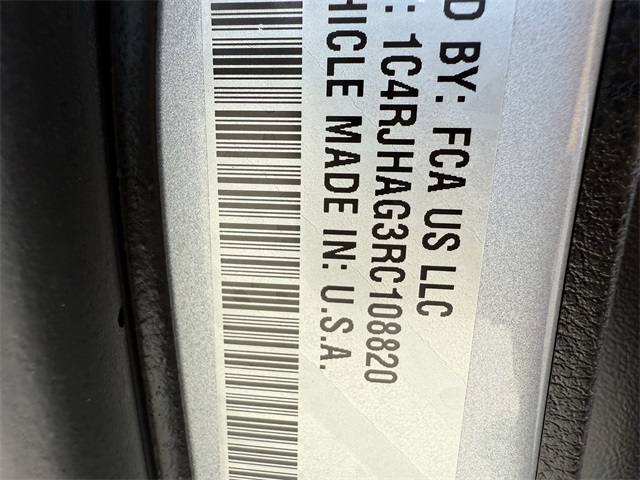 D BY: FCA US LLC
: 1C4RJHAG3RC108820
HICLE MADE IN: U.S.A.